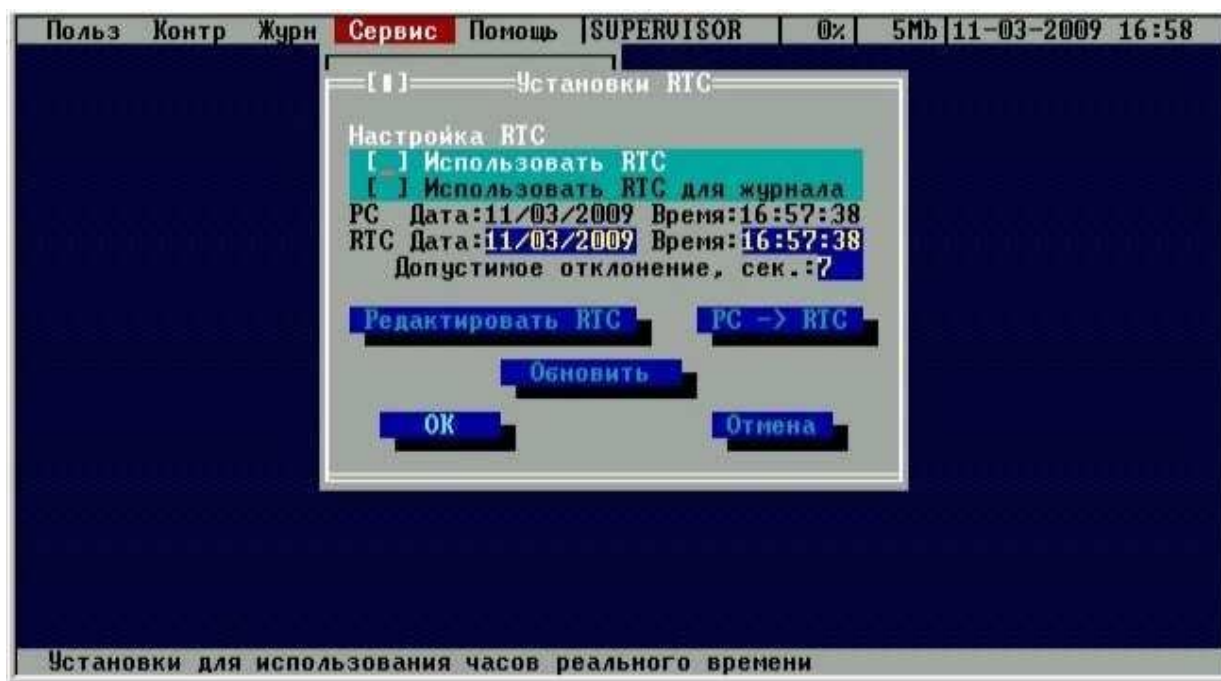 Польз Контр Журн Сервис Помощь |SUPERVISOR | 0%| 5Mb|11-03-2009 16:58
[▮] Установки RTC
Настройка RTC
[_] Использовать RTC
[ ] Использовать RTC для журнала
PC Дата:11/03/2009 Время:16:57:38
RTC Дата:11/03/2009 Время:16:57:38
Допустимое отклонение, сек.:7
Редактировать RTC PC -> RTC
Обновить
OK Отмена
Установки для использования часов реального времени